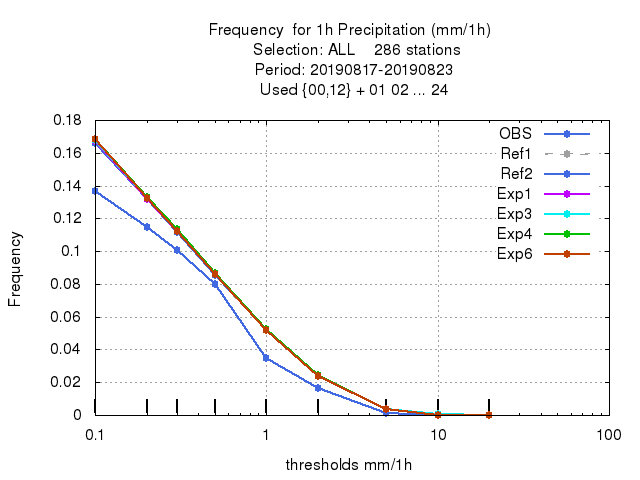 Frequency  for 1h Precipitation (mm/1h)
Selection: ALL    286 stations
Period: 20190817-20190823
Used {00,12} + 01 02 ... 24
0.18
0.16
0.14
0.12
0.1
0.08
0.06
0.04
0.02
0
Frequency
OBS
Ref1
Ref2
Exp1
Exp3
Exp4
Exp6
0.1 1 10 100
thresholds mm/1h